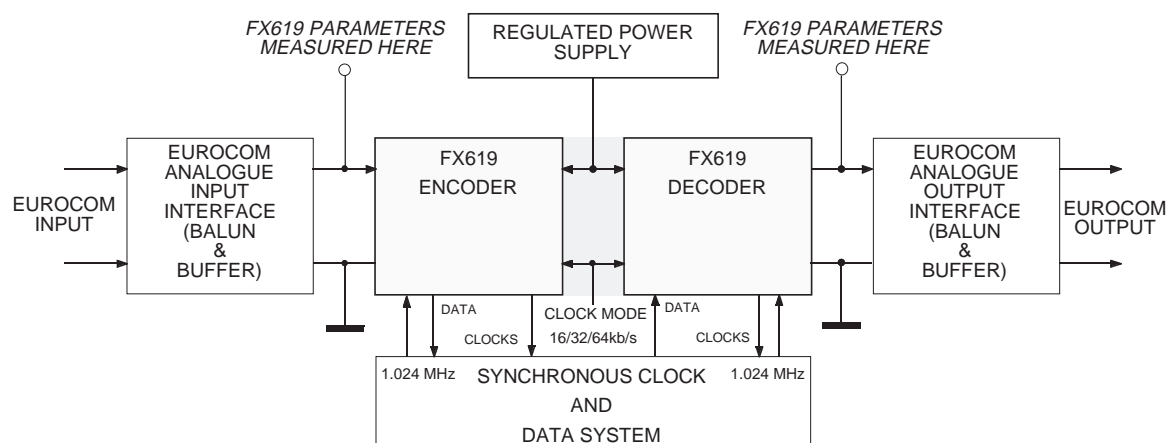 FX619 PARAMETERS
MEASURED HERE
REGULATED POWER
SUPPLY
FX619 PARAMETERS
MEASURED HERE
EUROCOM
INPUT
EUROCOM
ANALOGUE
INPUT
INTERFACE
(BALUN
&
BUFFER)
FX619
ENCODER
FX619
DECODER
EUROCOM
ANALOGUE
OUTPUT
INTERFACE
(BALUN
&
BUFFER)
EUROCOM
OUTPUT
DATA
CLOCKS
CLOCK MODE
16/32/64kb/s
DATA
CLOCKS
1.024 MHz
SYNCHRONOUS CLOCK
AND
DATA SYSTEM
1.024 MHz